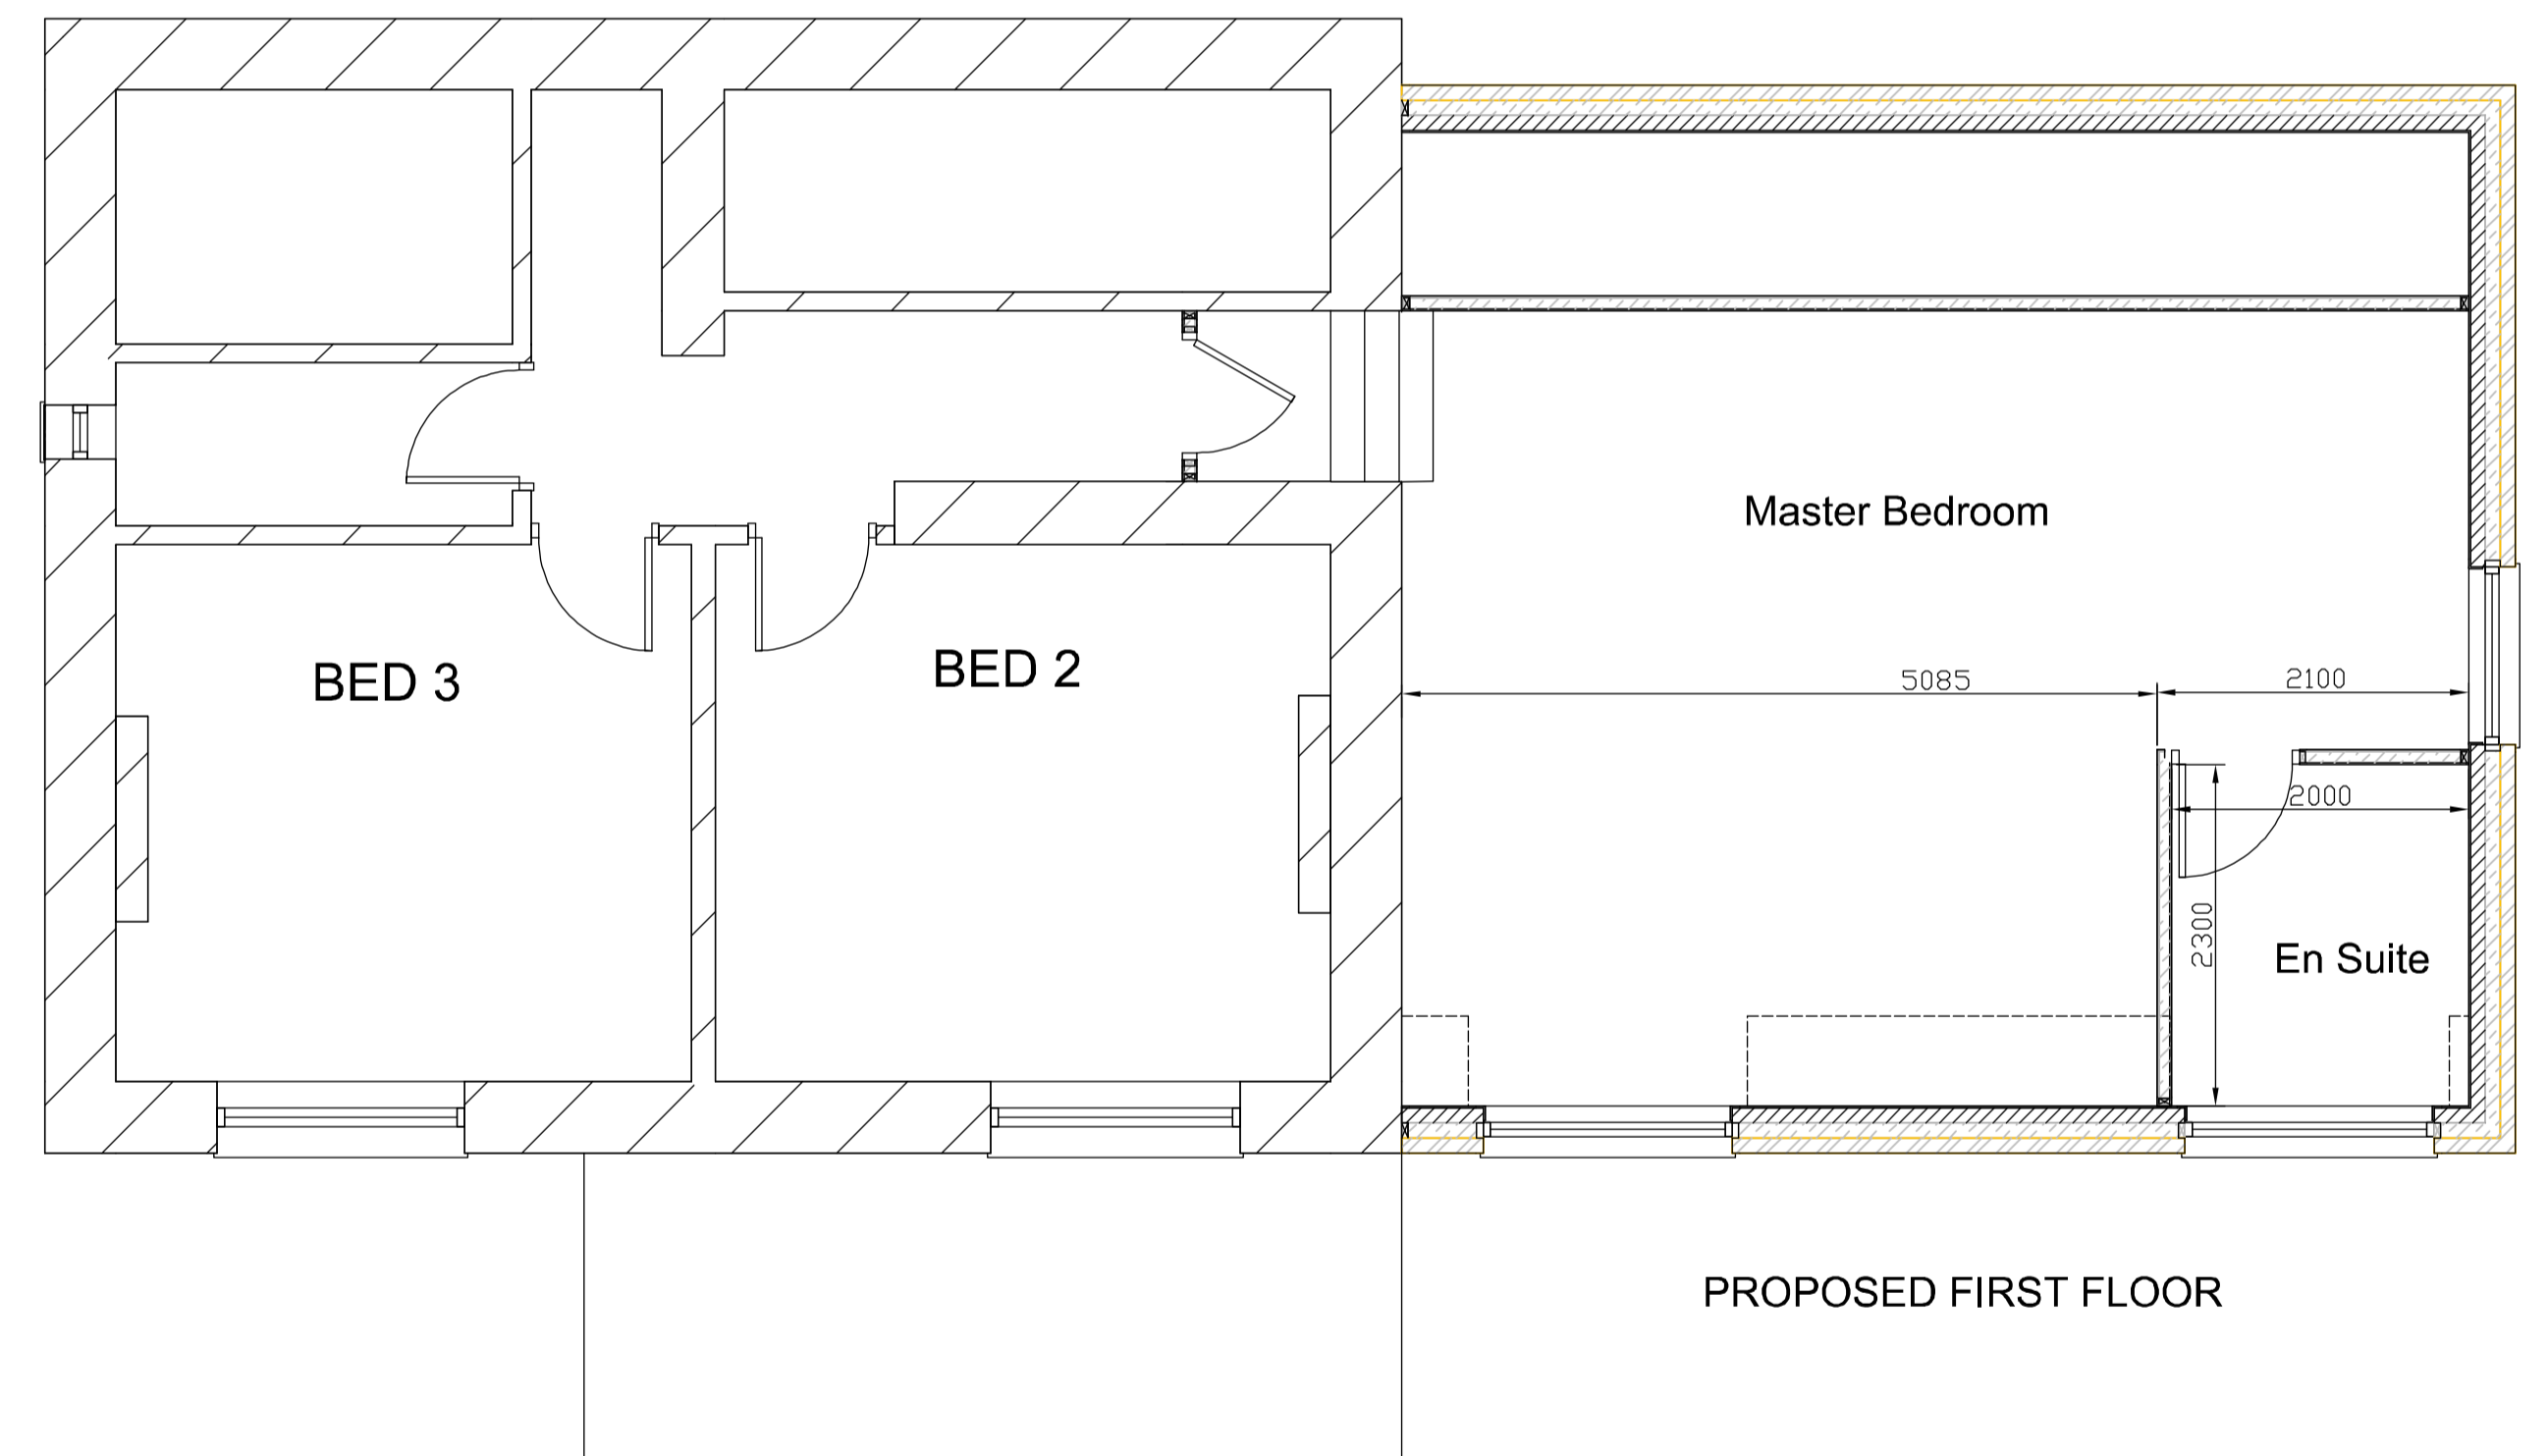 Master Bedroom
BED 3
BED 2
5085
2100
2000
2300
En Suite
PROPOSED FIRST FLOOR